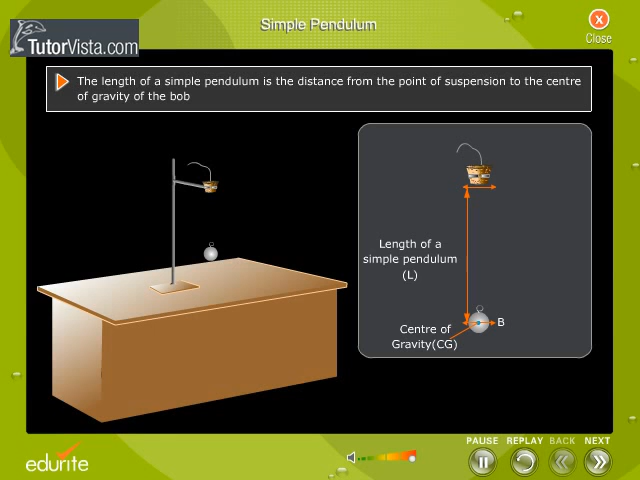 Simple Pendulum
TutorVista.com
Close
The length of a simple pendulum is the distance from the point of suspension to the centre
of gravity of the bob
Length of a
simple pendulum
(L)
B
Centre of
Gravity(CG)
PAUSE REPLAY BACK NEXT
edurite